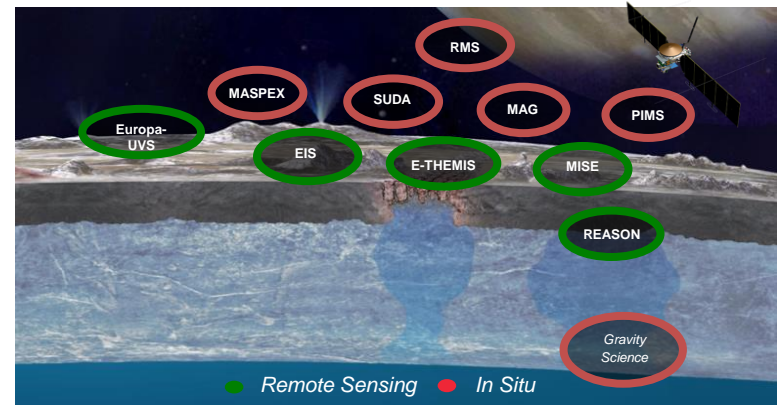 RMS
MASPEX
SUDA
MAG
PIMS
Europa-
UVS
EIS
E-THEMIS
MISE
REASON
Gravity
Science
Remote Sensing
In Situ